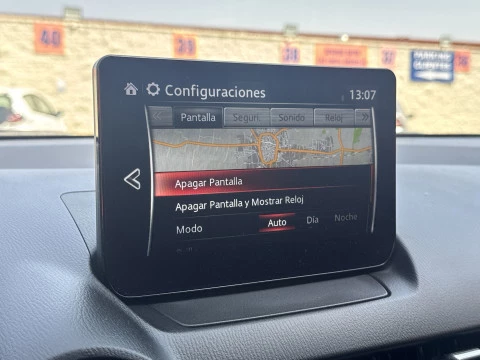 40
39
38
37
36
PARKING
Configuraciones
13:07
Pantalla
Seguri.
Sonido
Reloj
Apagar Pantalla
Apagar Pantalla y Mostrar Reloj
Modo Auto Día Noche